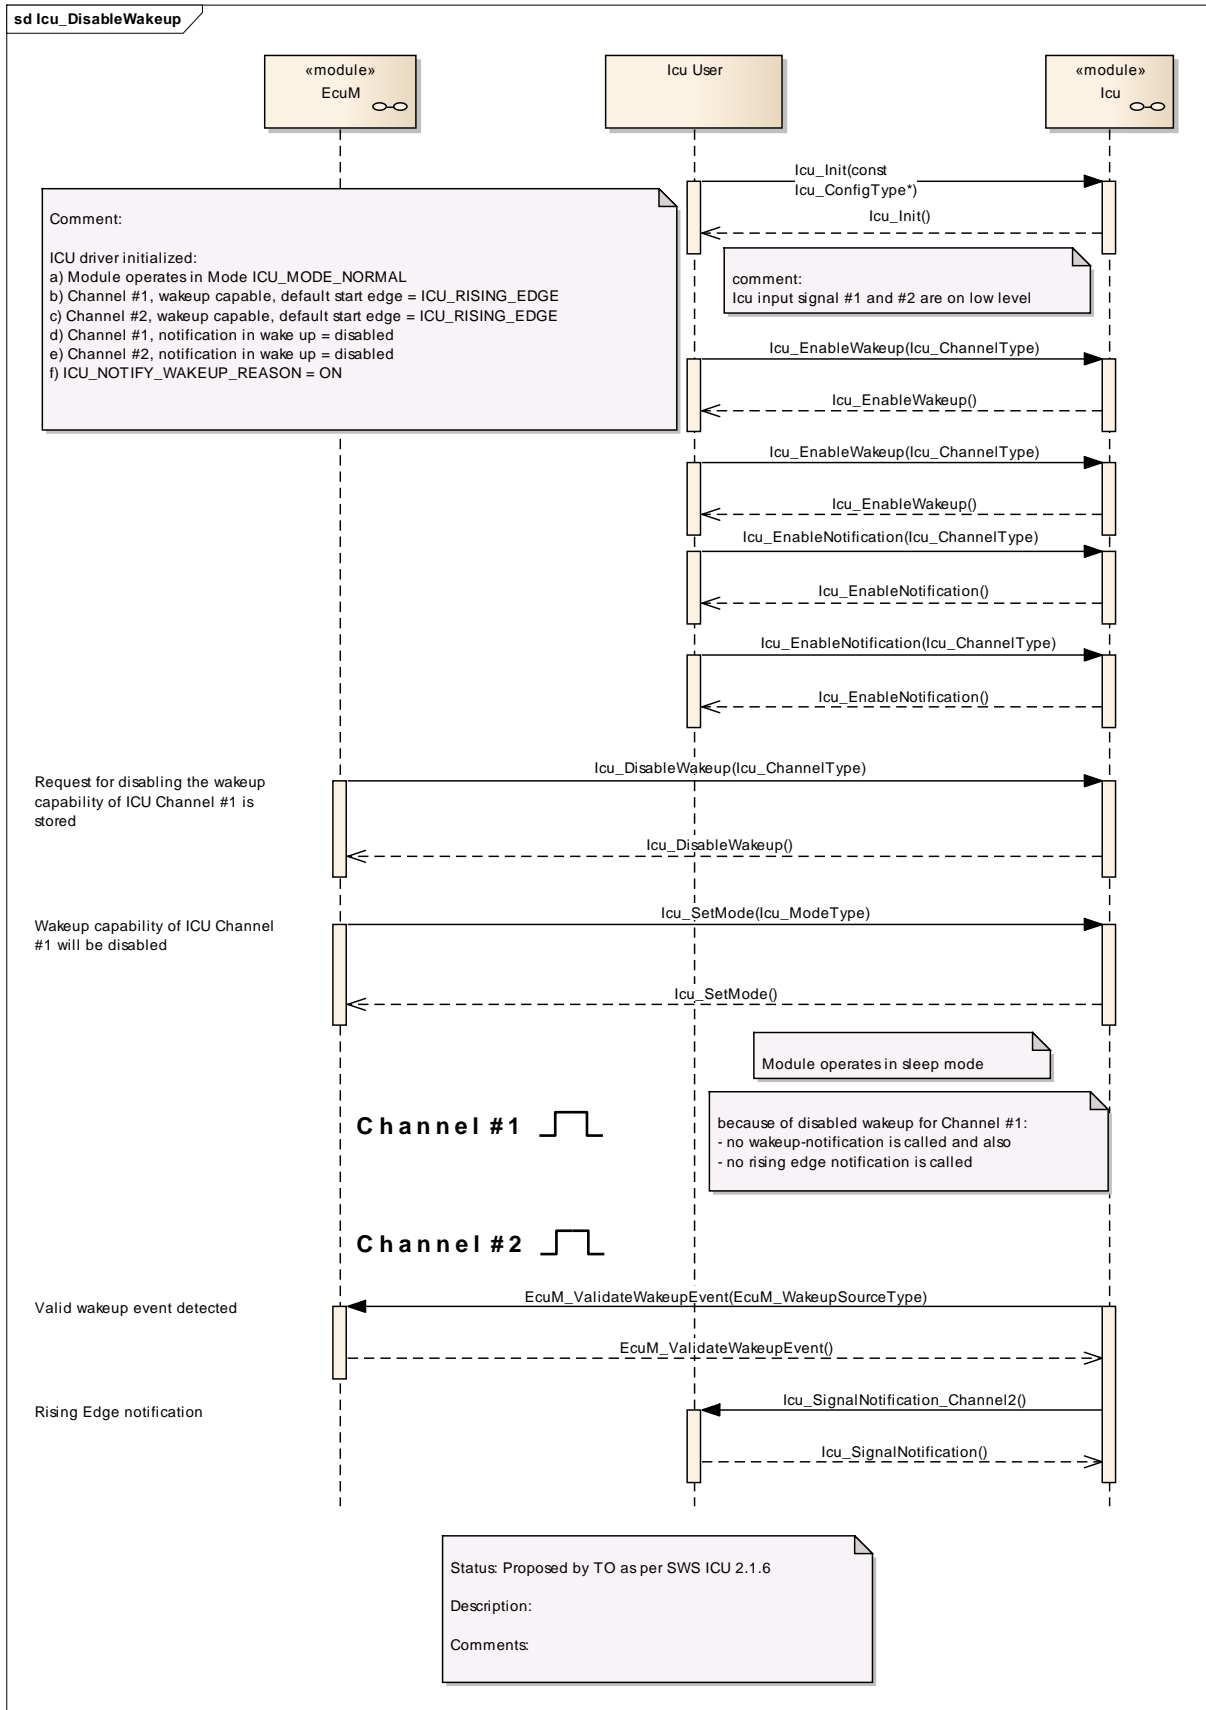 sd Icu_DisableWakeup
«module»
EcuM
Icu User
«module»
Icu
Icu_Init(const
Icu_ConfigType*)
Icu_Init()
Comment:
ICU driver initialized:
a) Module operates in Mode ICU_MODE_NORMAL
b) Channel #1, wakeup capable, default start edge = ICU_RISING_EDGE
c) Channel #2, wakeup capable, default start edge = ICU_RISING_EDGE
d) Channel #1, notification in wake up = disabled
e) Channel #2, notification in wake up = disabled
f) ICU_NOTIFY_WAKEUP_REASON = ON
comment:
Icu input signal #1 and #2 are on low level
Icu_EnableWakeup(Icu_ChannelType)
Icu_EnableWakeup()
Icu_EnableWakeup(Icu_ChannelType)
Icu_EnableWakeup()
Icu_EnableNotification(Icu_ChannelType)
Icu_EnableNotification()
Icu_EnableNotification(Icu_ChannelType)
Icu_EnableNotification()
Request for disabling the wakeup
capability of ICU Channel #1 is
stored
Icu_DisableWakeup(Icu_ChannelType)
Icu_DisableWakeup()
Wakeup capability of ICU Channel
#1 will be disabled
Icu_SetMode(Icu_ModeType)
Icu_SetMode()
Module operates in sleep mode
Channel #1
because of disabled wakeup for Channel #1:
- no wakeup-notification is called and also
- no rising edge notification is called
Channel #2
Valid wakeup event detected
EcuM_ValidateWakeupEvent(EcuM_WakeupSourceType)
EcuM_ValidateWakeupEvent()
Rising Edge notification
Icu_SignalNotification_Channel2()
Icu_SignalNotification()
Status: Proposed by TO as per SWS ICU 2.1.6
Description:
Comments: